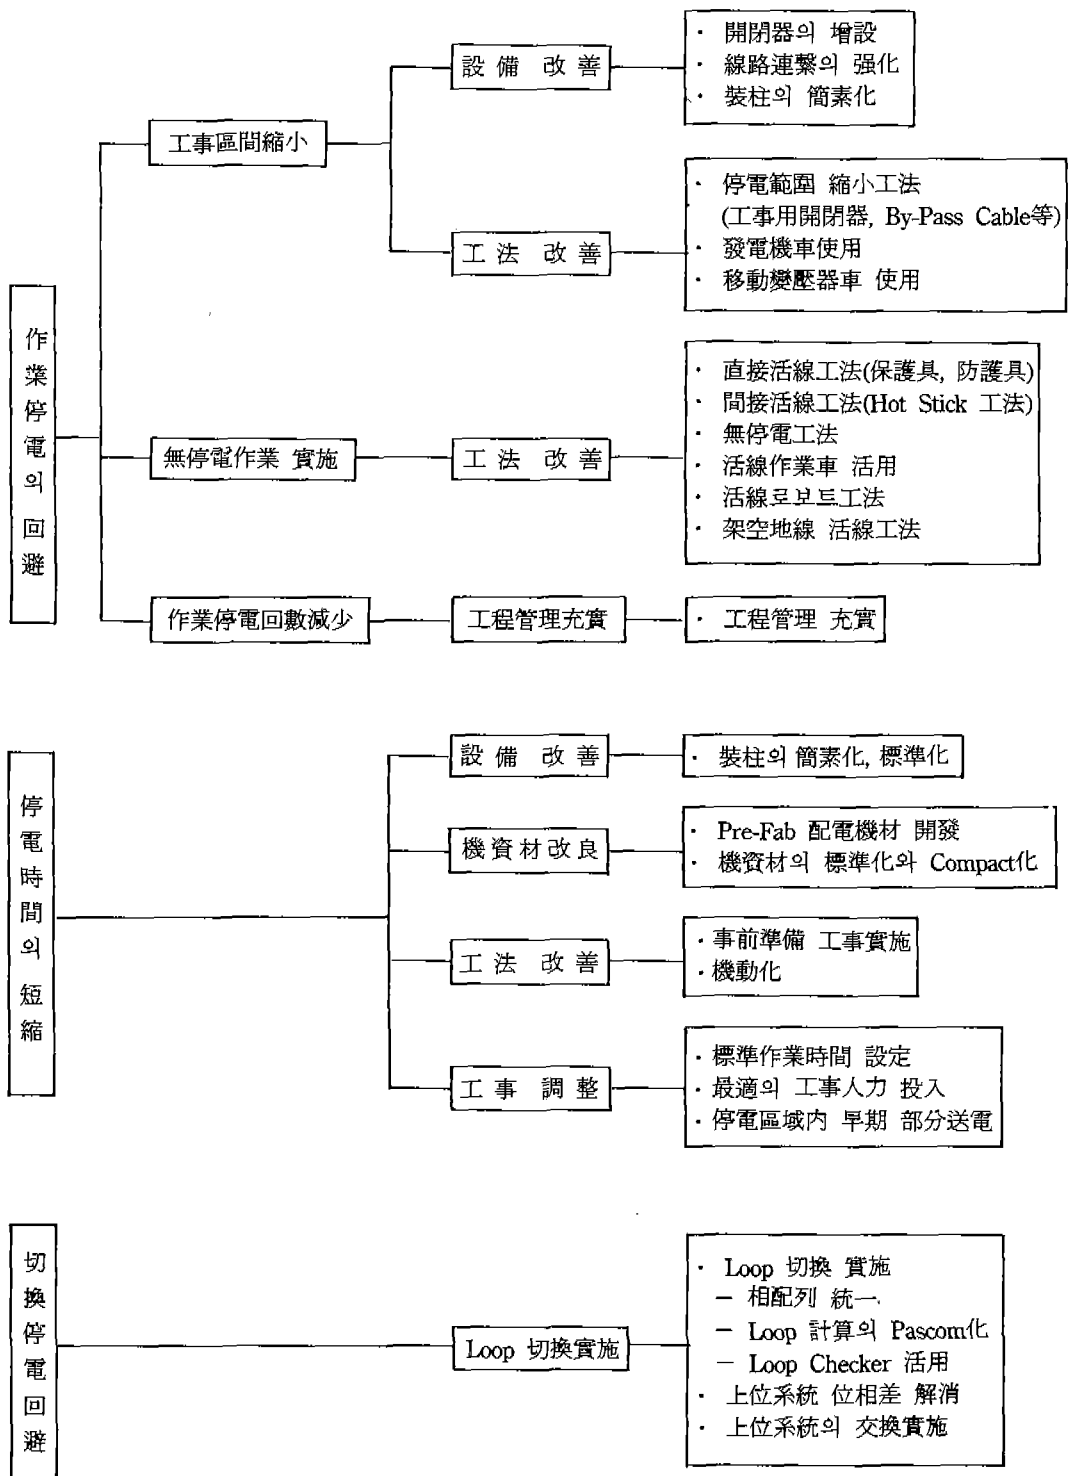 作業停電의 回避
工事區間縮小
設備 改善
· 開閉器의 增設
· 線路連繫의 强化
· 裝柱의 簡素化
工法 改善
· 停電範圍 縮小工法
(工事用開閉器, By-Pass Cable等)
· 發電機車使用
· 移動變壓器車 使用
無停電作業 實施
工法 改善
· 直接活線工法(保護具, 防護具)
· 間接活線工法(Hot Stick 工法)
· 無停電工法
· 活線作業車 活用
· 活線로보트工法
· 架空地線 活線工法
作業停電回數減少
工程管理充實
· 工程管理 充實
停電時間의 短縮
設備 改善
· 裝柱의 簡素化, 標準化
機資材改良
· Pre-Fab 配電機材 開發
· 機資材의 標準化와 Compact化
工法 改善
· 事前準備 工事實施
· 機動化
工事 調整
· 標準作業時間 設定
· 最適의 工事人力 投入
· 停電區域内 早期 部分送電
切換停電回避
Loop 切換實施
· Loop 切換 實施
- 相配列 統一
- Loop 計算의 Pascom化
- Loop Checker 活用
· 上位系統 位相差 解消
· 上位系統의 交換實施